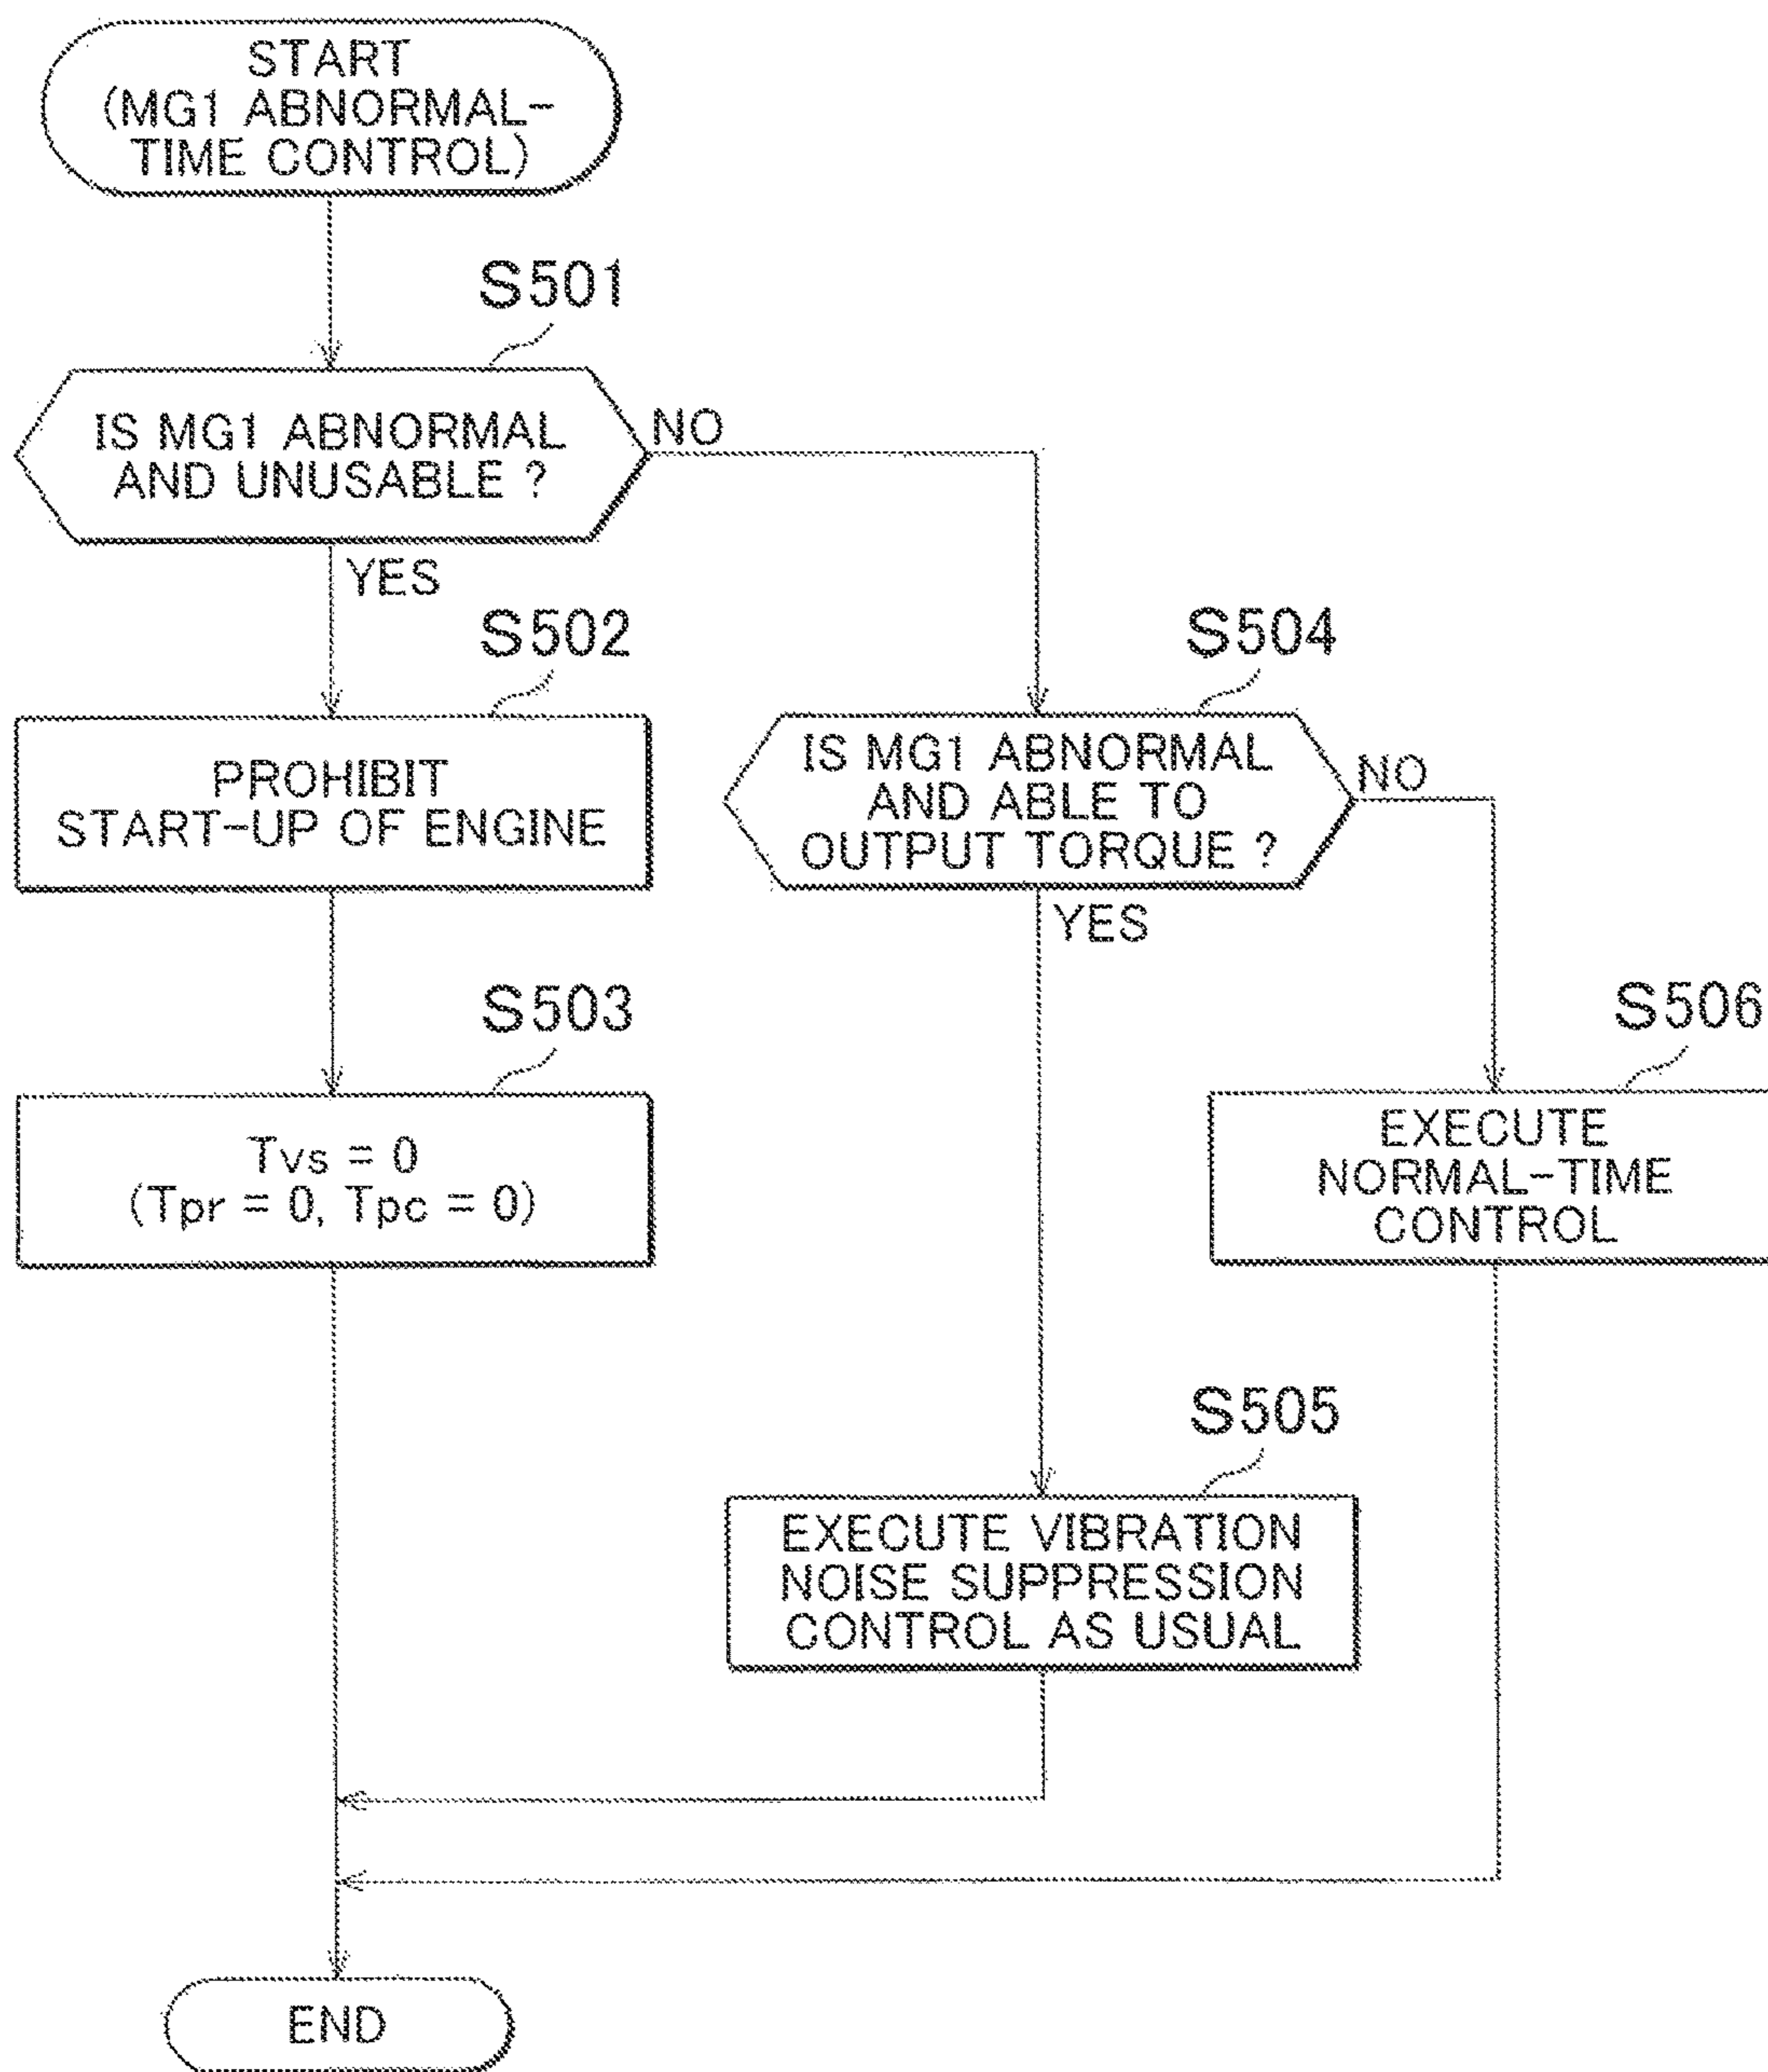 START
(MG1 ABNORMAL-
TIME CONTROL)
S501
IS MG1 ABNORMAL
AND UNUSABLE ?
NO
YES
S502
PROHIBIT
START-UP OF ENGINE
S504
IS MG1 ABNORMAL
AND ABLE TO
OUTPUT TORQUE ?
NO
YES
S503
Tvs = 0
(Tpr = 0, Tpc = 0)
S506
EXECUTE
NORMAL-TIME
CONTROL
S505
EXECUTE VIBRATION
NOISE SUPPRESSION
CONTROL AS USUAL
END